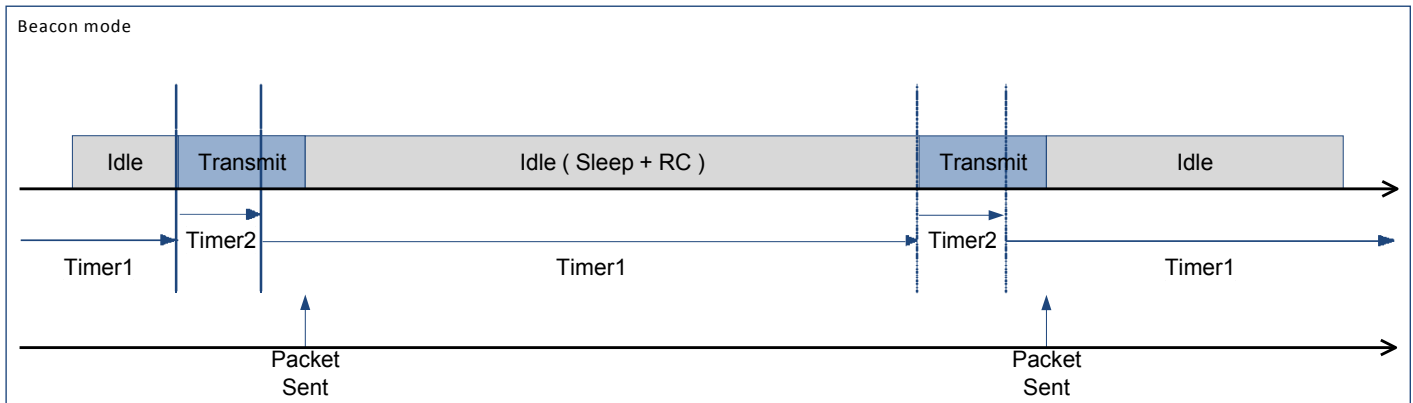 Beacon mode
Idle
Transmit
Idle ( Sleep + RC )
Transmit
Idle
Timer2
Timer2
Timer1
Timer1
Timer1
Packet
Sent
Packet
Sent